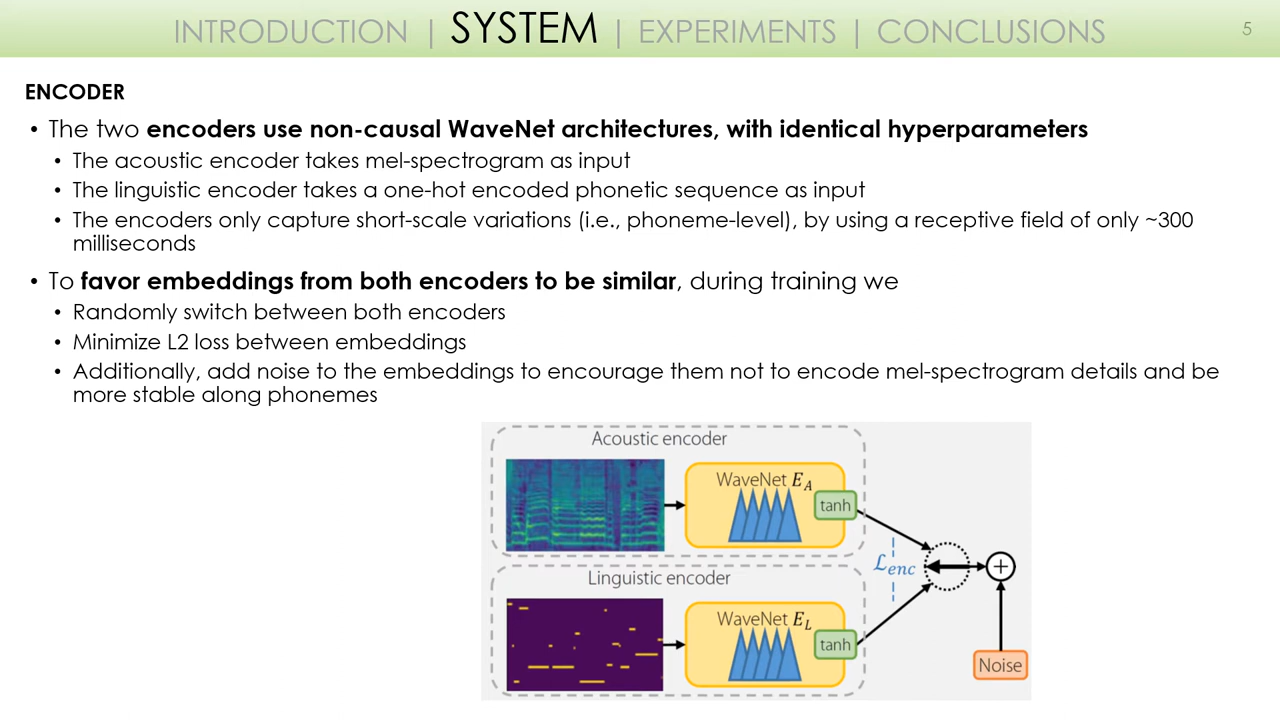 INTRODUCTION | SYSTEM | EXPERIMENTS | CONCLUSIONS
5
ENCODER
• The two encoders use non-causal WaveNet architectures, with identical hyperparameters
• The acoustic encoder takes mel-spectrogram as input
• The linguistic encoder takes a one-hot encoded phonetic sequence as input
• The encoders only capture short-scale variations (i.e., phoneme-level), by using a receptive field of only ~300
milliseconds
• To favor embeddings from both encoders to be similar, during training we
• Randomly switch between both encoders
• Minimize L2 loss between embeddings
• Additionally, add noise to the embeddings to encourage them not to encode mel-spectrogram details and be
more stable along phonemes
Acoustic encoder
WaveNet E_A
tanh
ℒ_enc
+
Linguistic encoder
WaveNet E_L
tanh
Noise